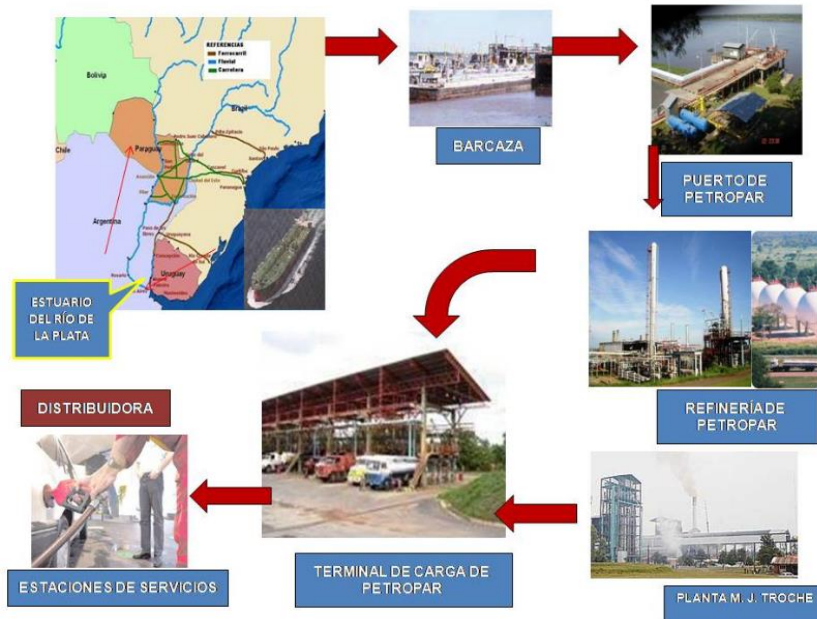 REFERENCIAS
Ferrocarril
Fluvial
Carretera
Bolivia
Brasil
Paraguay
Chile
Argentina
Uruguay
ESTUARIO
DEL RÍO DE
LA PLATA
BARCAZA
PUERTO DE
PETROPAR
REFINERÍA DE
PETROPAR
DISTRIBUIDORA
ESTACIONES DE SERVICIOS
TERMINAL DE CARGA DE
PETROPAR
PLANTA M. J. TROCHE